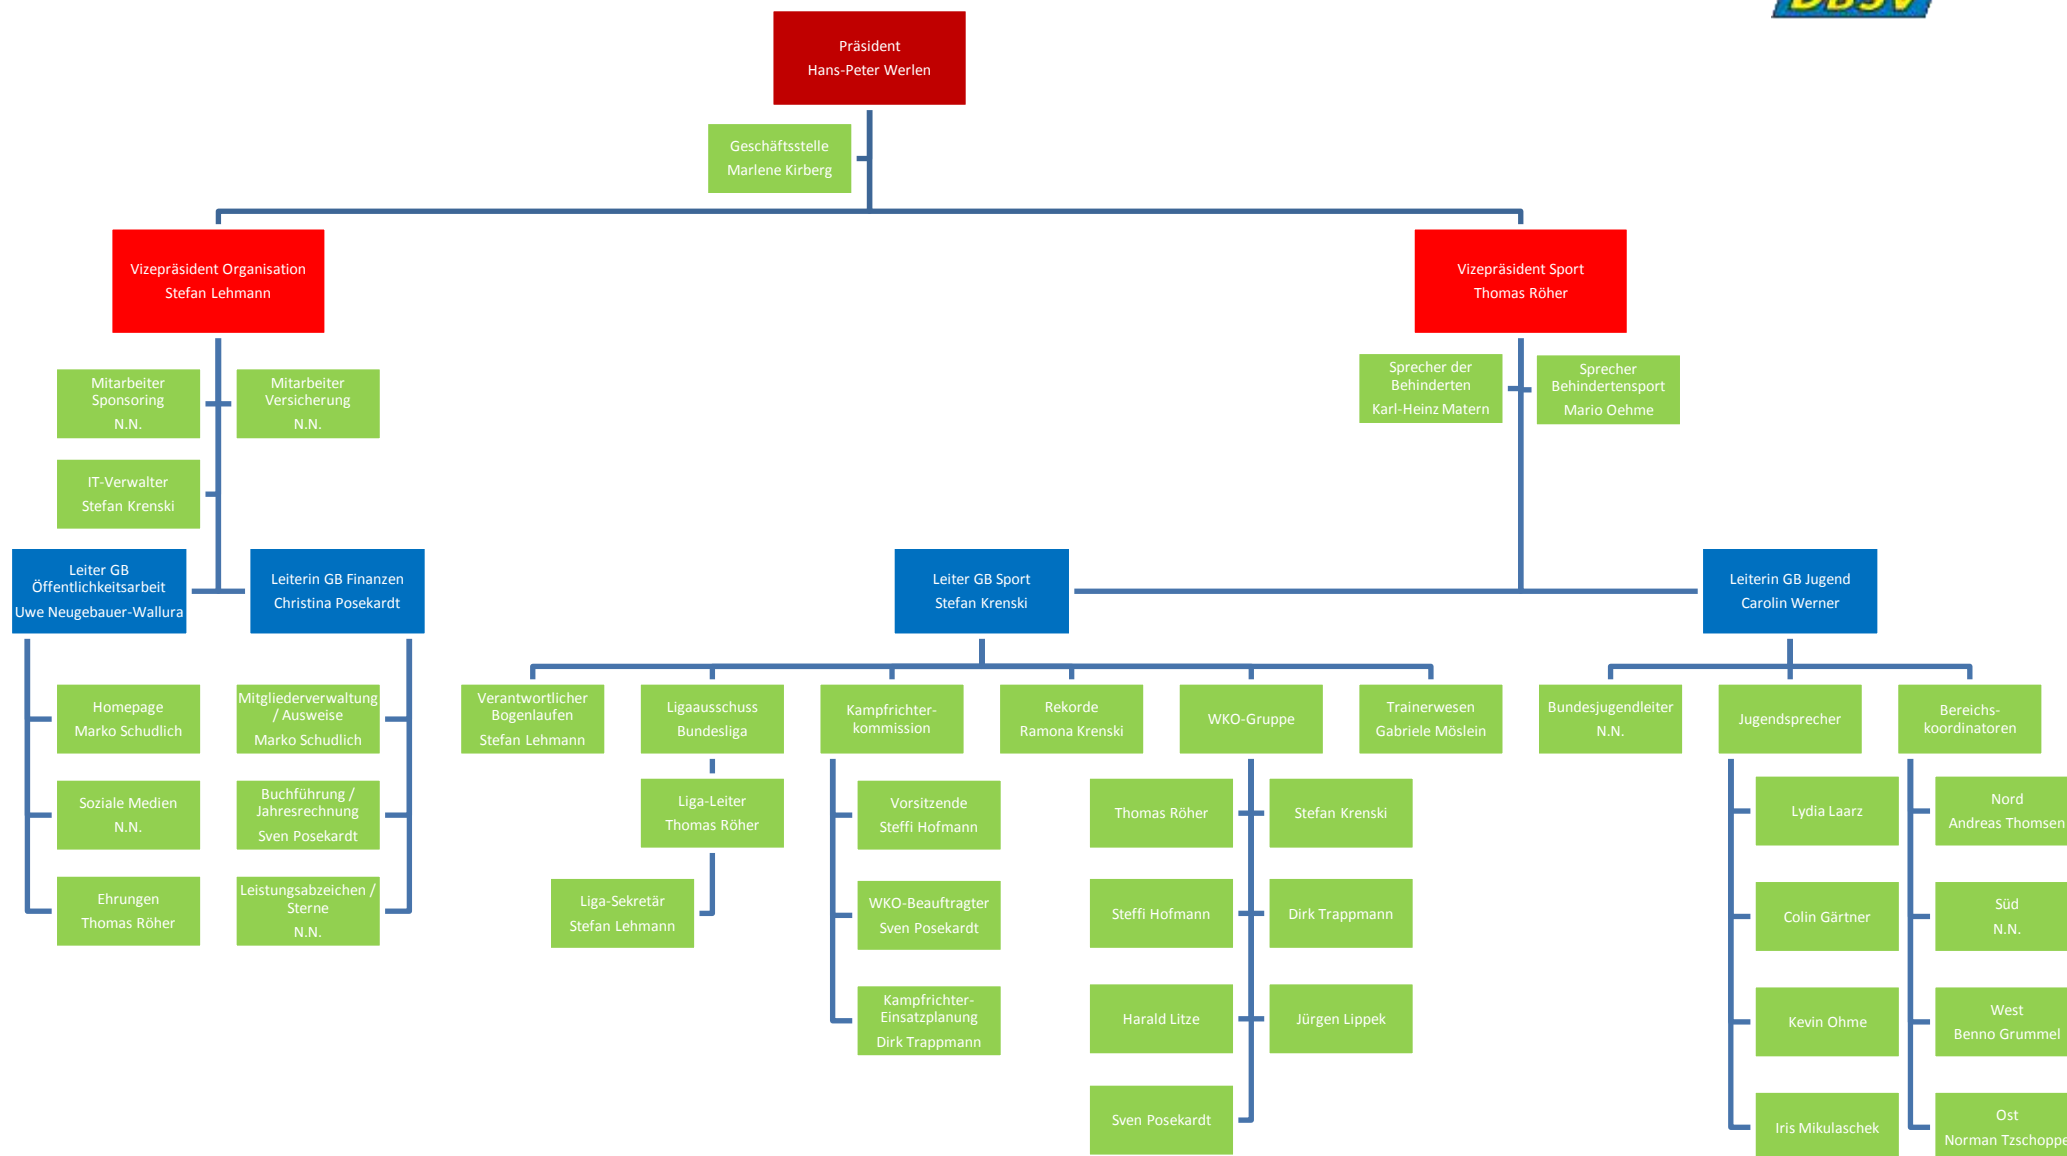 DBSV
Präsident
Hans-Peter Werlen
Geschäftsstelle
Marlene Kirberg
Vizepräsident Organisation
Stefan Lehmann
Vizepräsident Sport
Thomas Röher
Mitarbeiter
Sponsoring
N.N.
Mitarbeiter
Versicherung
N.N.
Sprecher der
Behinderten
Karl-Heinz Matern
Sprecher
Behindertensport
Mario Oehme
IT-Verwalter
Stefan Krenski
Leiter GB
Öffentlichkeitsarbeit
Uwe Neugebauer-Wallura
Leiterin GB Finanzen
Christina Posekardt
Leiter GB Sport
Stefan Krenski
Leiterin GB Jugend
Carolin Werner
Homepage
Marko Schudlich
Soziale Medien
N.N.
Ehrungen
Thomas Röher
Mitgliederverwaltung
/ Ausweise
Marko Schudlich
Buchführung /
Jahresrechnung
Sven Posekardt
Leistungsabzeichen /
Sterne
N.N.
Verantwortlicher
Bogenlaufen
Stefan Lehmann
Ligaausschuss
Bundesliga
Liga-Leiter
Thomas Röher
Liga-Sekretär
Stefan Lehmann
Kampfrichter-
kommission
Vorsitzende
Steffi Hofmann
WKO-Beauftragter
Sven Posekardt
Kampfrichter-
Einsatzplanung
Dirk Trappmann
Rekorde
Ramona Krenski
WKO-Gruppe
Thomas Röher
Stefan Krenski
Steffi Hofmann
Dirk Trappmann
Harald Litze
Jürgen Lippek
Sven Posekardt
Trainerwesen
Gabriele Möslein
Bundesjugendleiter
N.N.
Jugendsprecher
Lydia Laarz
Colin Gärtner
Kevin Ohme
Iris Mikulaschek
Bereichs-
koordinatoren
Nord
Andreas Thomsen
Süd
N.N.
West
Benno Grummel
Ost
Norman Tzschoppe